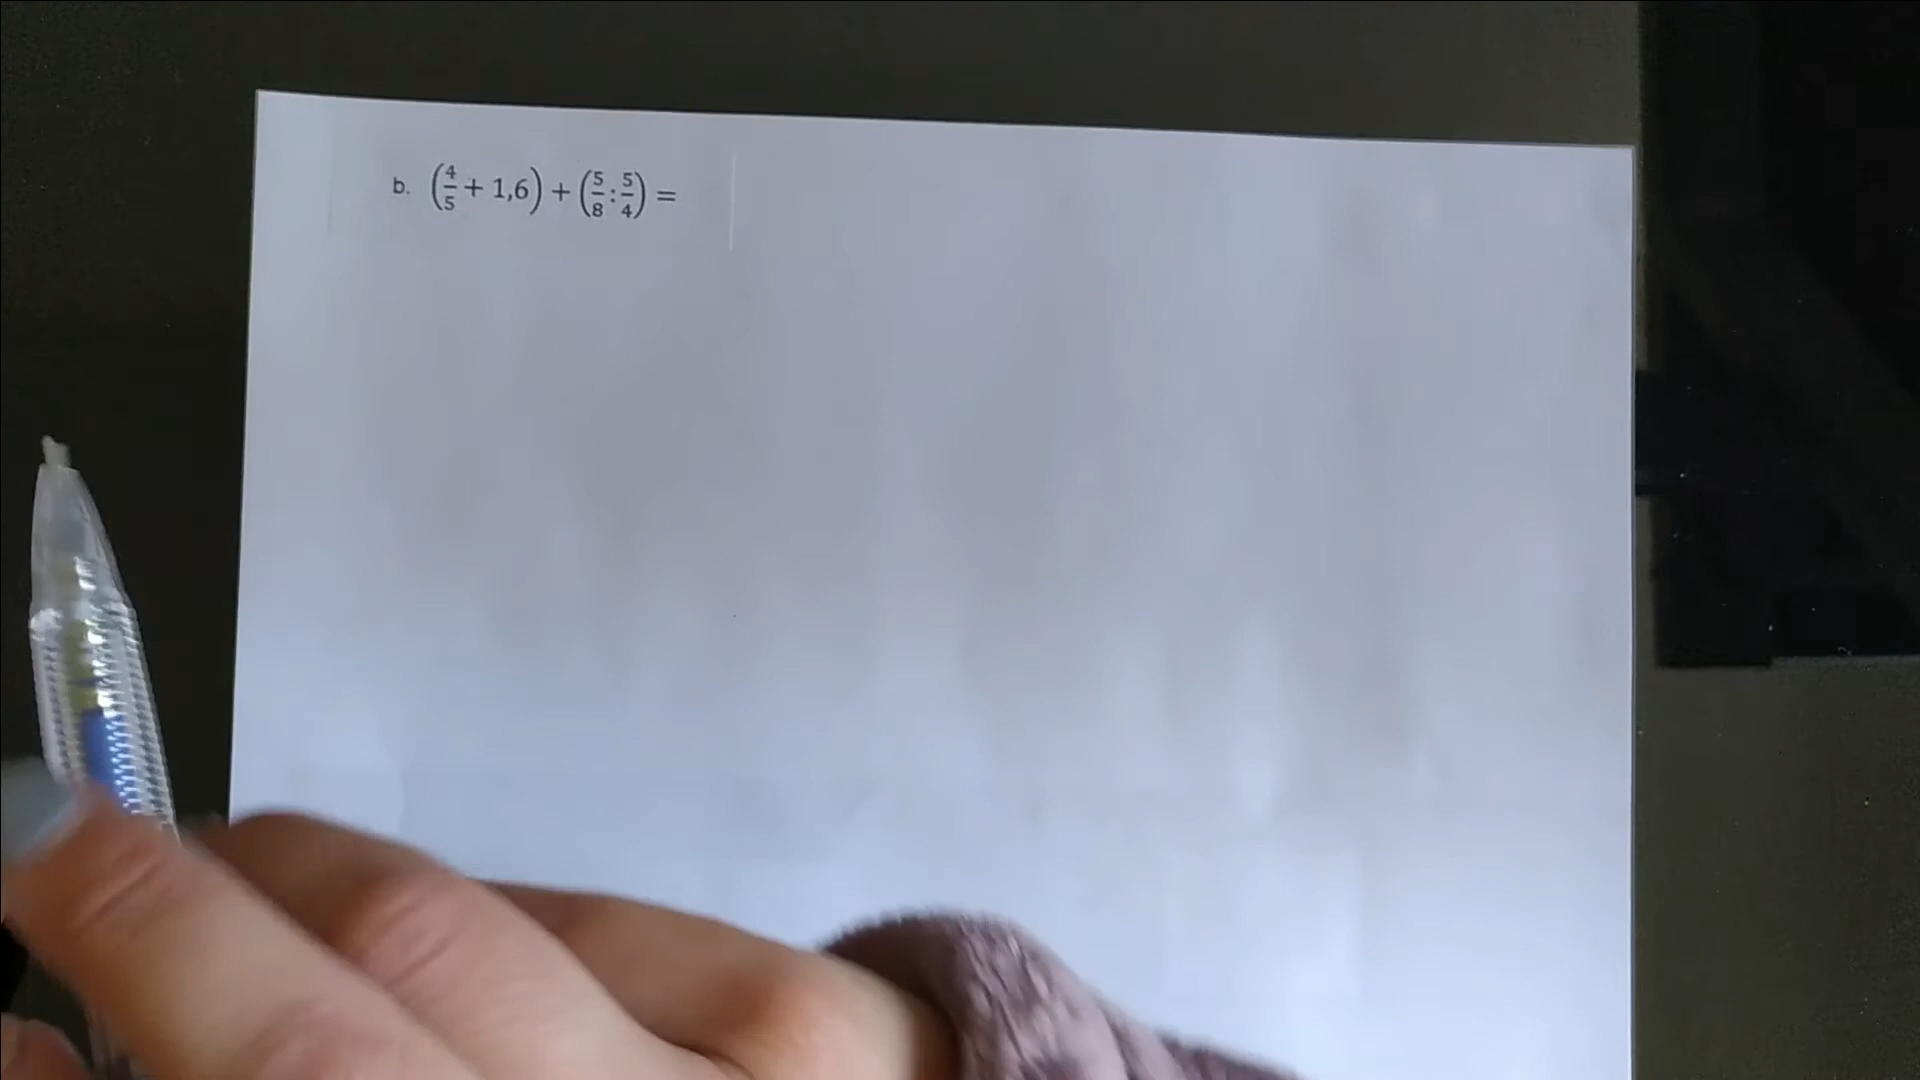 b. (4/5 + 1,6) + (5/8 : 5/4) =